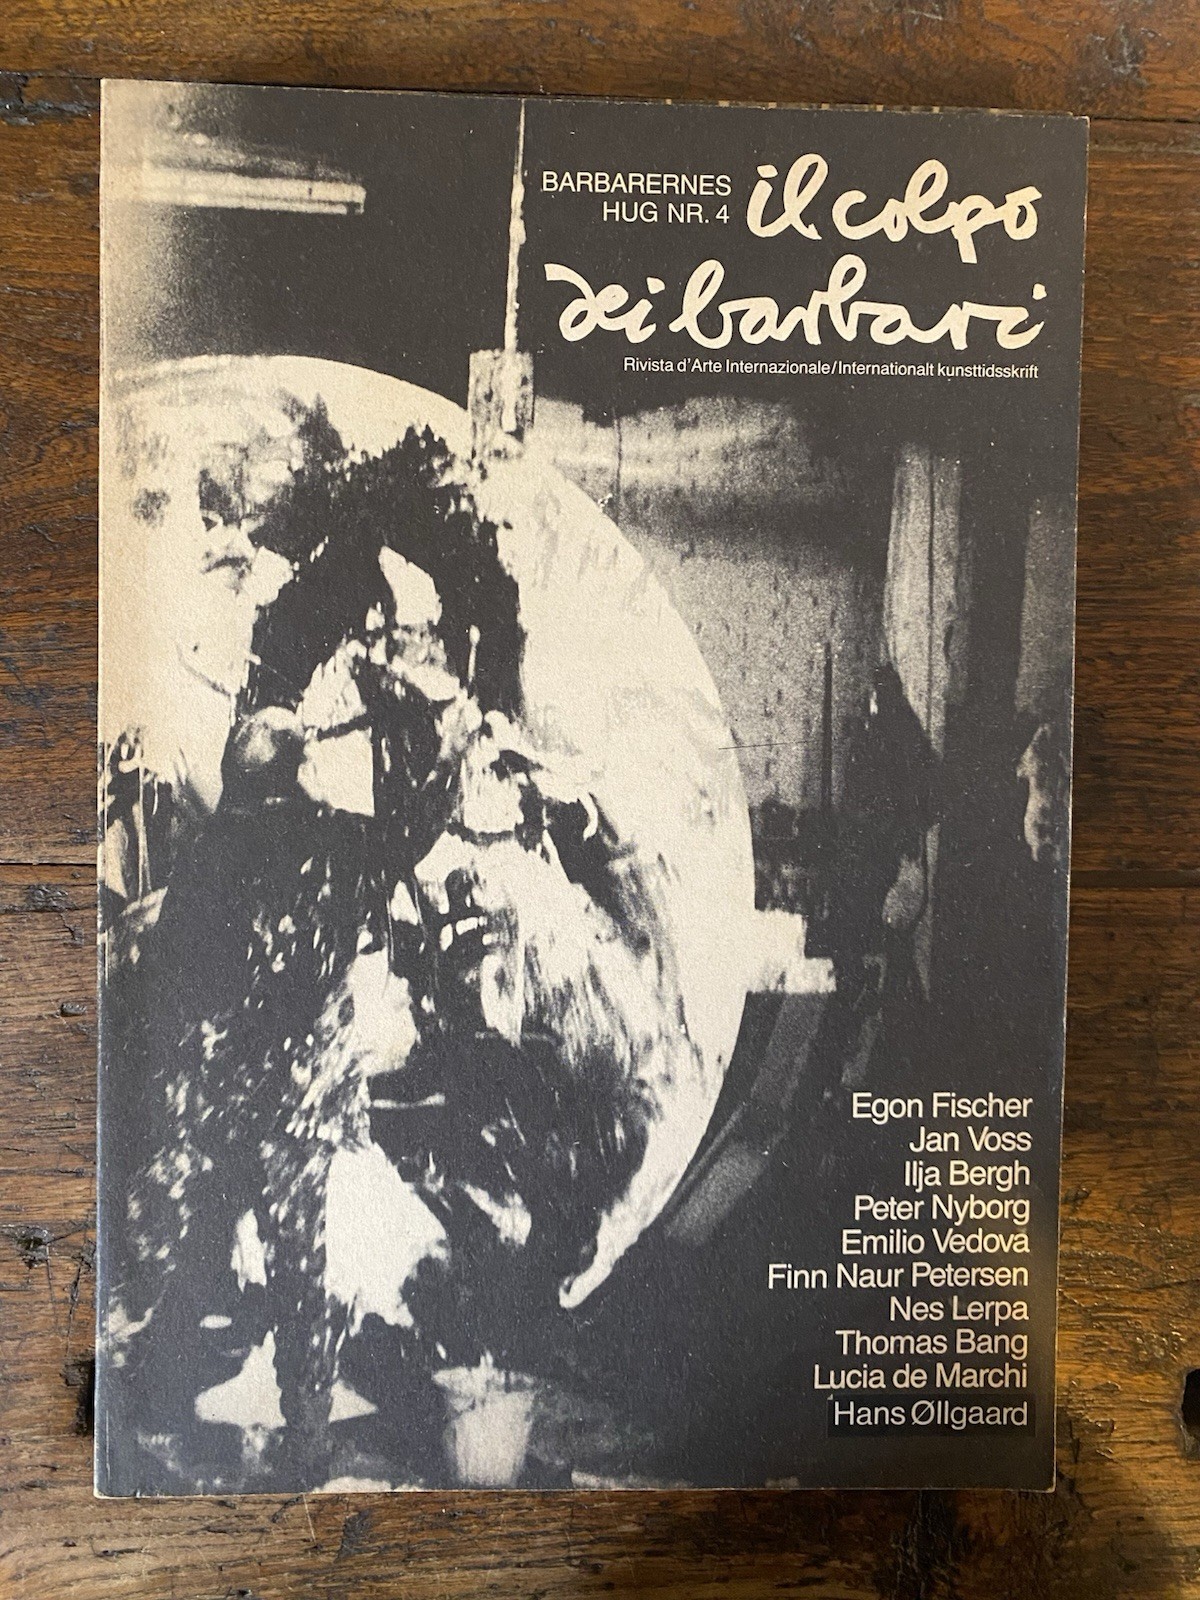 BARBARERNES
HUG NR. 4
il colpo
dei barbari
Rivista d'Arte Internazionale/Internationalt kunsttidsskrift
Egon Fischer
Jan Voss
Ilja Bergh
Peter Nyborg
Emilio Vedova
Finn Naur Petersen
Nes Lerpa
Thomas Bang
Lucia de Marchi
Hans Øllgaard